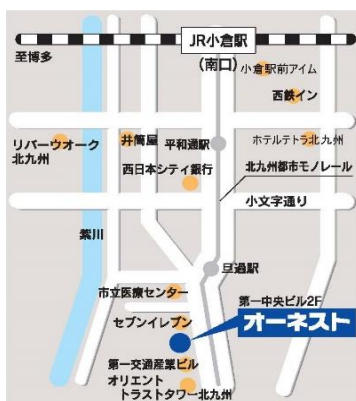 JR小倉駅
(南口)
至博多
小倉駅前アイム
西鉄イン
リバーウオーク
北九州
井筒屋
平和通駅
ホテルテトラ北九州
西日本シティ銀行
北九州都市モノレール
小文字通り
紫川
旦過駅
市立医療センター
第一中央ビル2F
セブンイレブン
オーネスト
第一交通産業ビル
オリエント
トラストタワー北九州